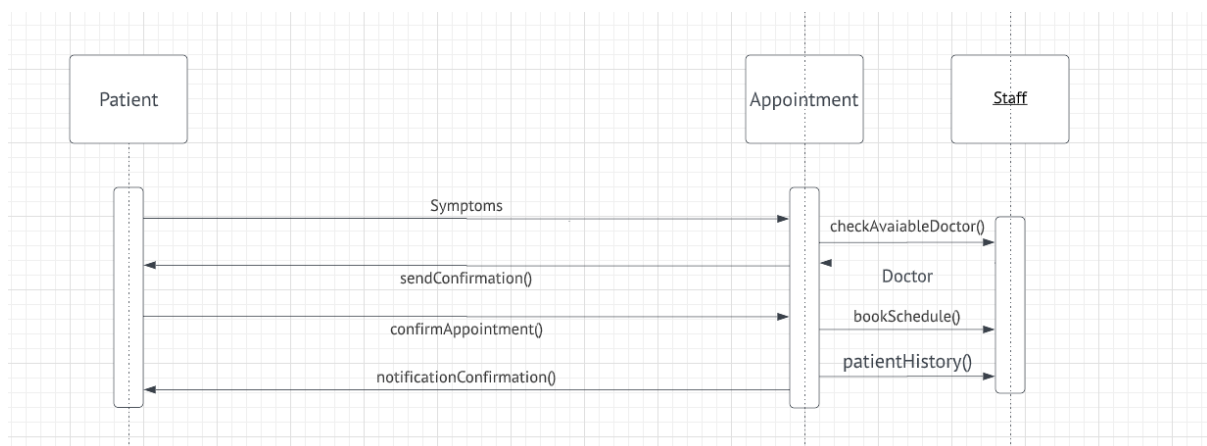 Patient
Appointment
Staff
Symptoms
checkAvaiableDoctor()
sendConfirmation()
Doctor
confirmAppointment()
bookSchedule()
patientHistory()
notificationConfirmation()